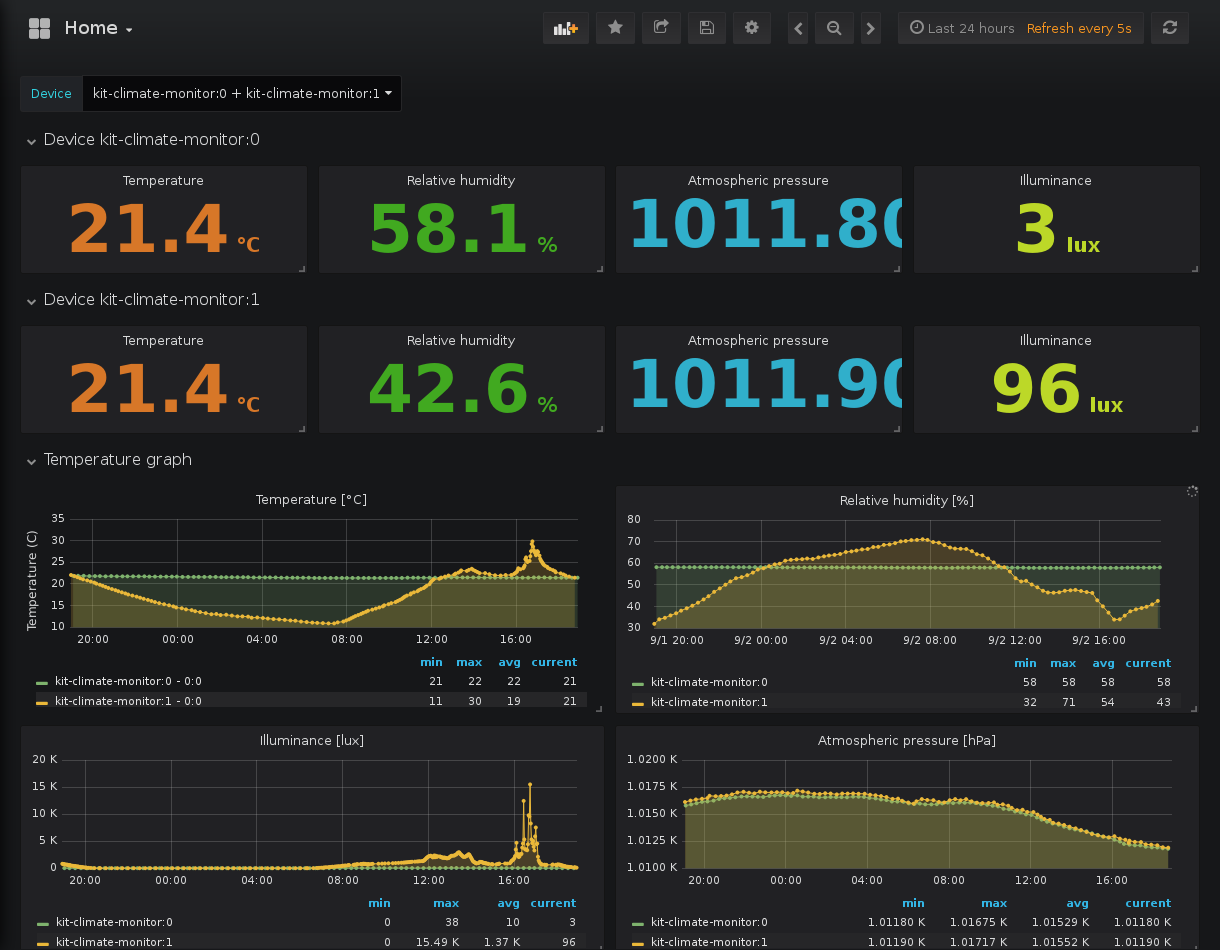 Home
Last 24 hours Refresh every 5s
Device kit-climate-monitor:0 + kit-climate-monitor:1
Device kit-climate-monitor:0
Temperature Relative humidity Atmospheric pressure Illuminance
21.4 °C 58.1 % 1011.80 3 lux
Device kit-climate-monitor:1
Temperature Relative humidity Atmospheric pressure Illuminance
21.4 °C 42.6 % 1011.90 96 lux
Temperature graph
Temperature [°C]
Temperature (C)
35
30
25
20
15
10
20:00 00:00 04:00 08:00 12:00 16:00
min max avg current
kit-climate-monitor:0 - 0:0 21 22 22 21
kit-climate-monitor:1 - 0:0 11 30 19 21
Relative humidity [%]
80
70
60
50
40
30
9/1 20:00 9/2 00:00 9/2 04:00 9/2 08:00 9/2 12:00 9/2 16:00
min max avg current
kit-climate-monitor:0 58 58 58 58
kit-climate-monitor:1 32 71 54 43
Illuminance [lux]
20 K
15 K
10 K
5 K
0
20:00 00:00 04:00 08:00 12:00 16:00
min max avg current
kit-climate-monitor:0 0 38 10 3
kit-climate-monitor:1 0 15.49 K 1.37 K 96
Atmospheric pressure [hPa]
1.0200 K
1.0175 K
1.0150 K
1.0125 K
1.0100 K
20:00 00:00 04:00 08:00 12:00 16:00
min max avg current
kit-climate-monitor:0 1.01180 K 1.01675 K 1.01529 K 1.01180 K
kit-climate-monitor:1 1.01190 K 1.01717 K 1.01552 K 1.01190 K